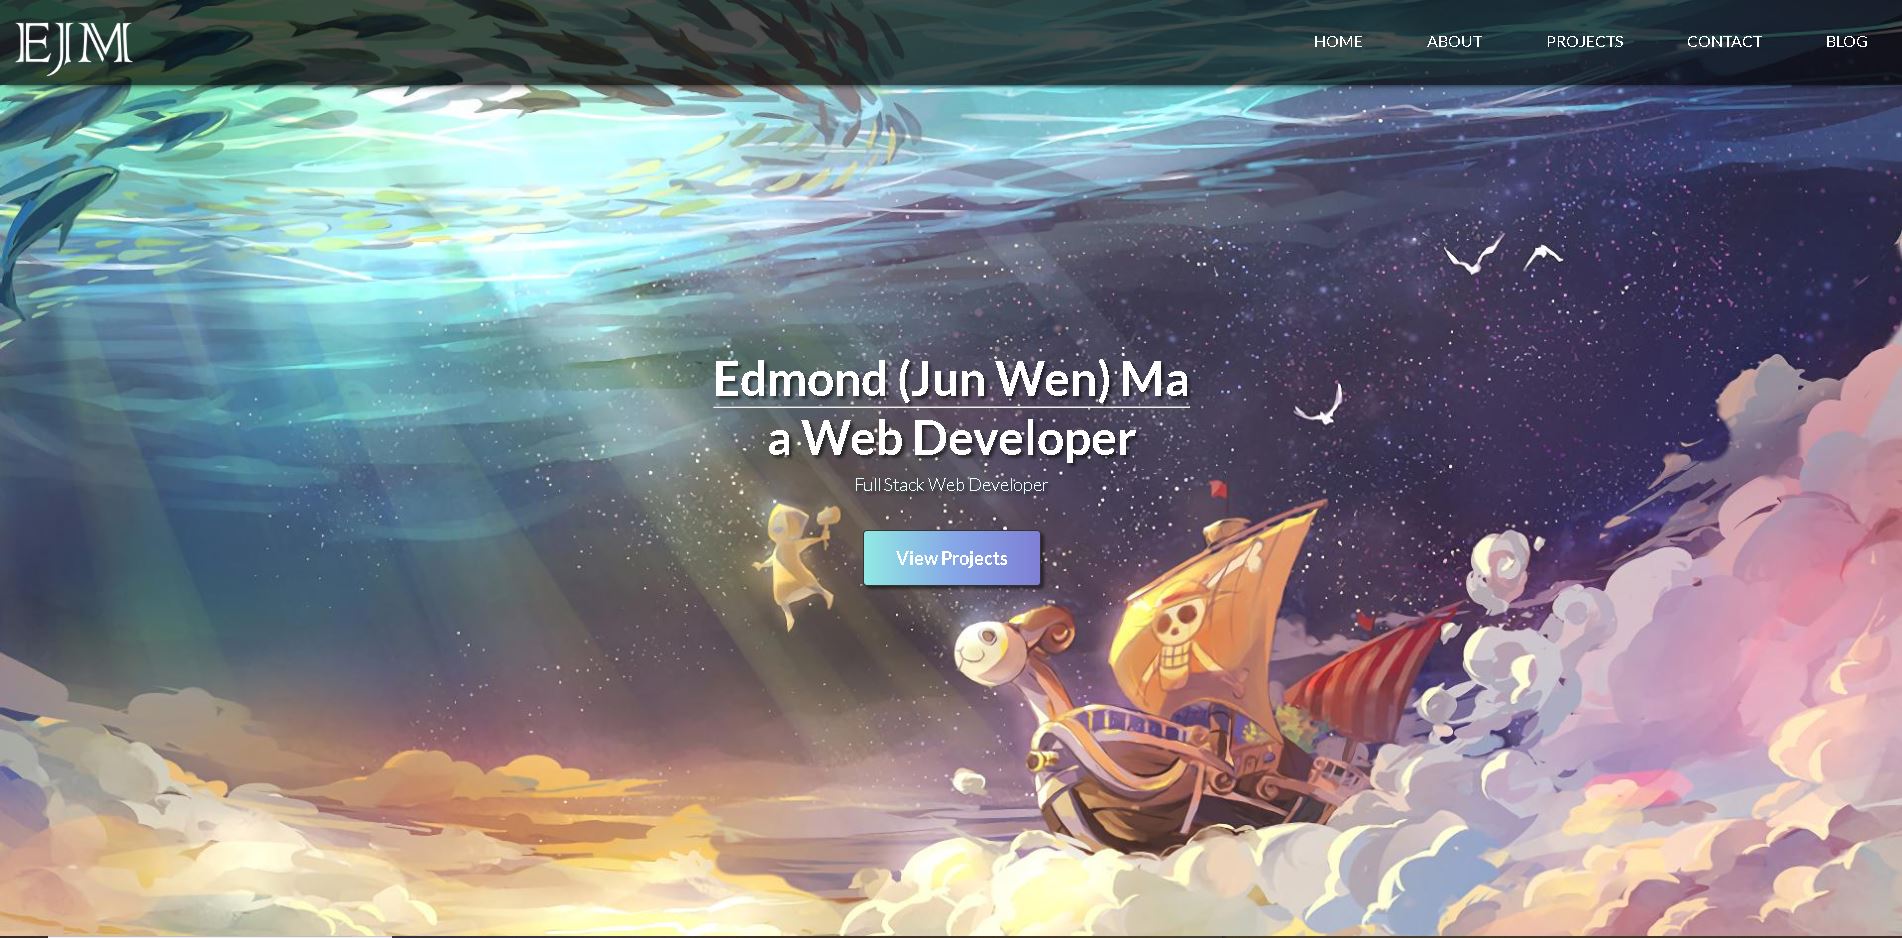 EJM
HOME ABOUT PROJECTS CONTACT BLOG
Edmond (Jun Wen) Ma
a Web Developer
Full Stack Web Developer
View Projects